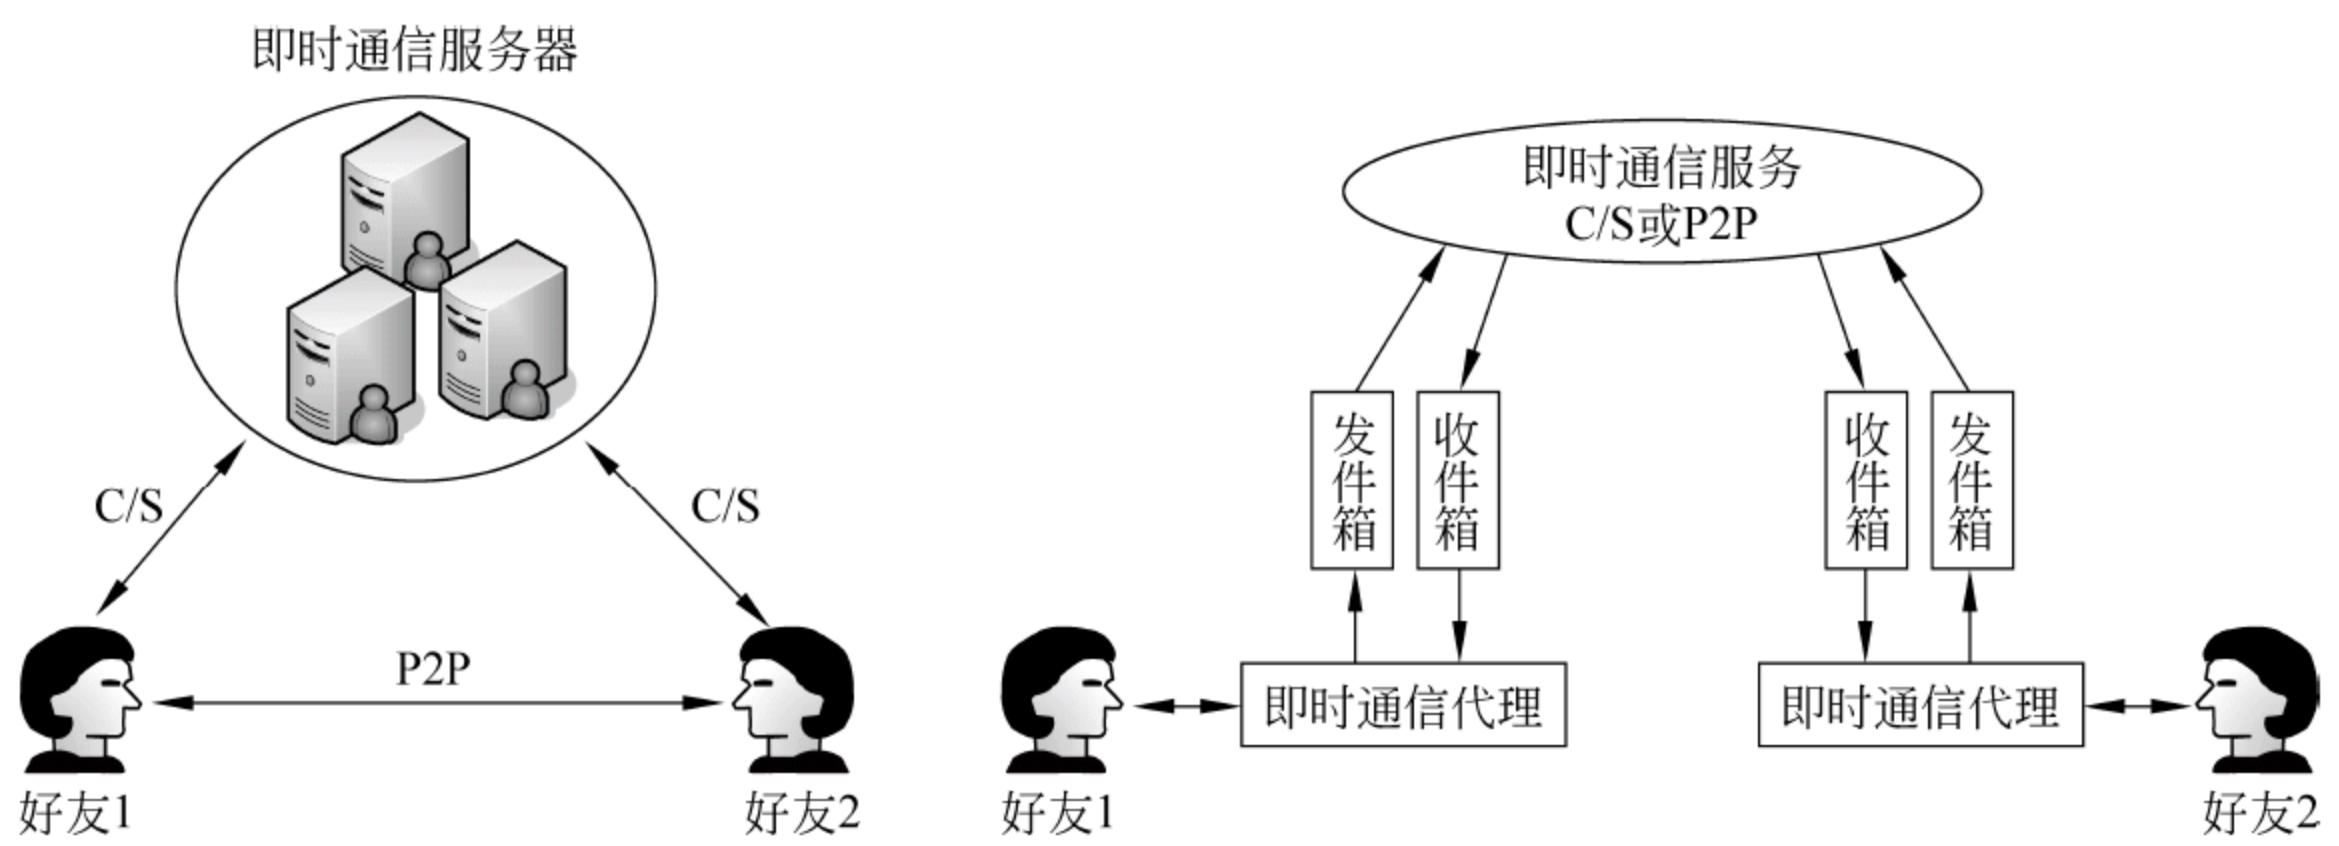 即时通信服务器
C/S
C/S
P2P
好友1
好友2
即时通信服务
C/S或P2P
发件箱
收件箱
收件箱
发件箱
即时通信代理
即时通信代理
好友1
好友2